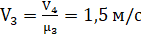 V₃ = V₄/μ₃ = 1,5 м/с